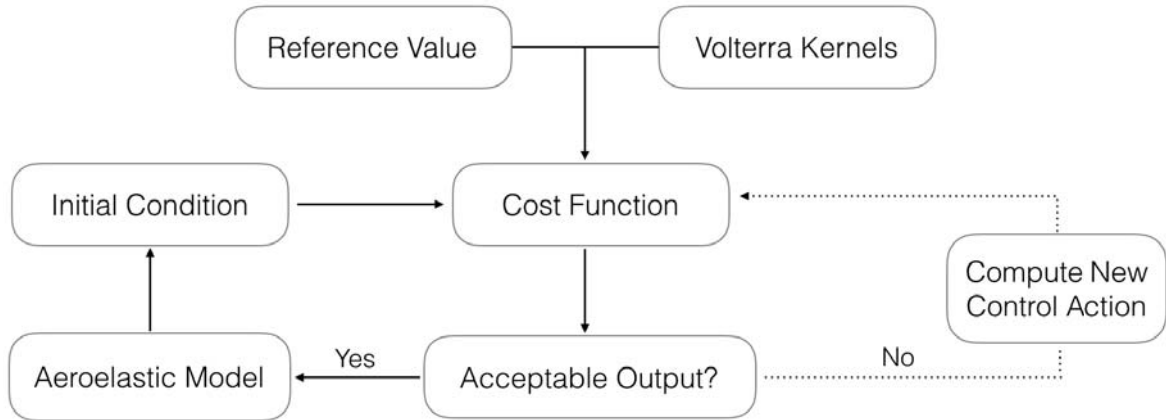 Reference Value
Volterra Kernels
Initial Condition
Cost Function
Compute New
Control Action
Aeroelastic Model
Yes
Acceptable Output?
No